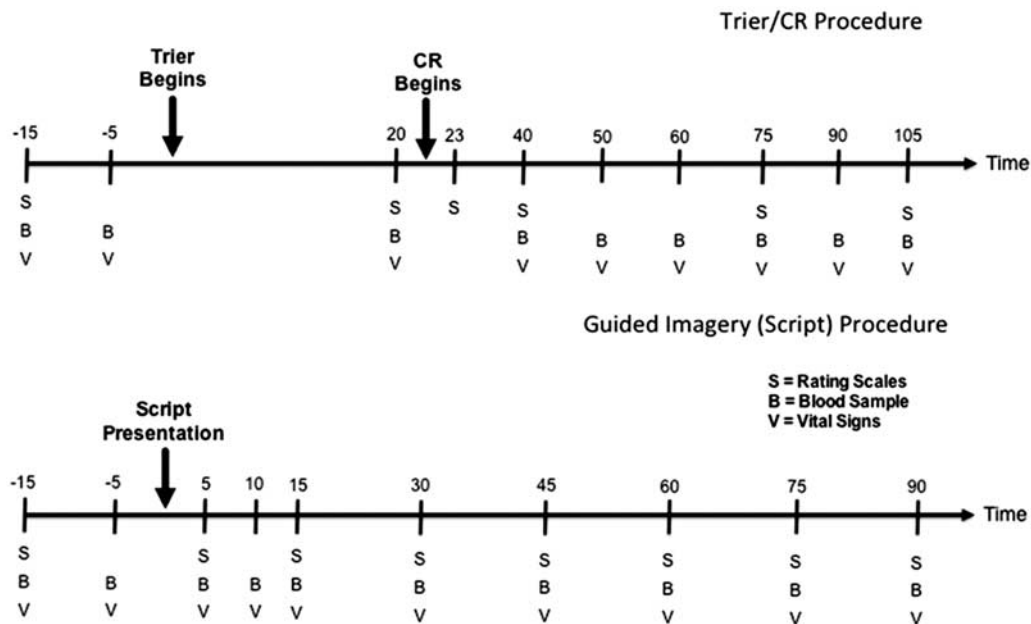 Trier/CR Procedure
Trier
Begins
CR
Begins
-15 -5 20 23 40 50 60 75 90 105
Time
S S S S S S
B B B B B B B B B
V V V V V V V V V
Guided Imagery (Script) Procedure
S = Rating Scales
B = Blood Sample
V = Vital Signs
Script
Presentation
-15 -5 5 10 15 30 45 60 75 90
Time
S S S S S S S S
B B B B B B B B B B
V V V V V V V V V V